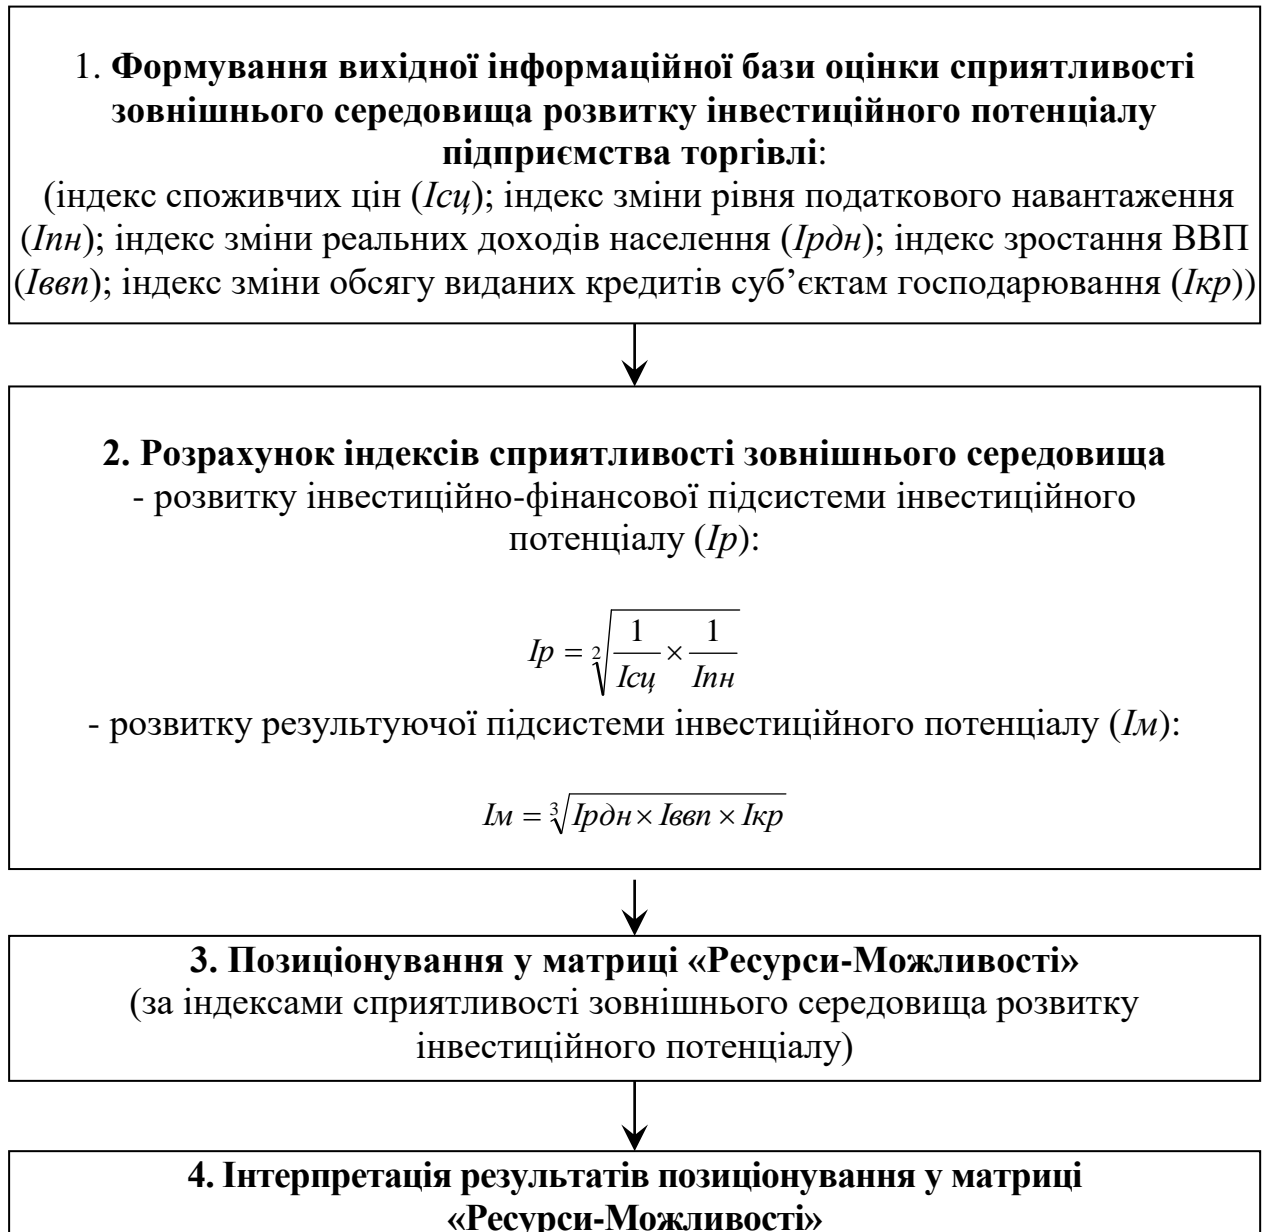 1. Формування вихідної інформаційної бази оцінки сприятливості
зовнішнього середовища розвитку інвестиційного потенціалу
підприємства торгівлі:
(індекс споживчих цін (Ісц); індекс зміни рівня податкового навантаження
(Іпн); індекс зміни реальних доходів населення (Ірдн); індекс зростання ВВП
(Іввп); індекс зміни обсягу виданих кредитів суб’єктам господарювання (Ікр))
2. Розрахунок індексів сприятливості зовнішнього середовища
- розвитку інвестиційно-фінансової підсистеми інвестиційного
потенціалу (Ір):
Ір = ²√(1/Ісц × 1/Іпн)
- розвитку результуючої підсистеми інвестиційного потенціалу (Ім):
Ім = ³√(Ірдн × Іввп × Ікр)
3. Позиціонування у матриці «Ресурси-Можливості»
(за індексами сприятливості зовнішнього середовища розвитку
інвестиційного потенціалу)
4. Інтерпретація результатів позиціонування у матриці
«Ресурси-Можливості»